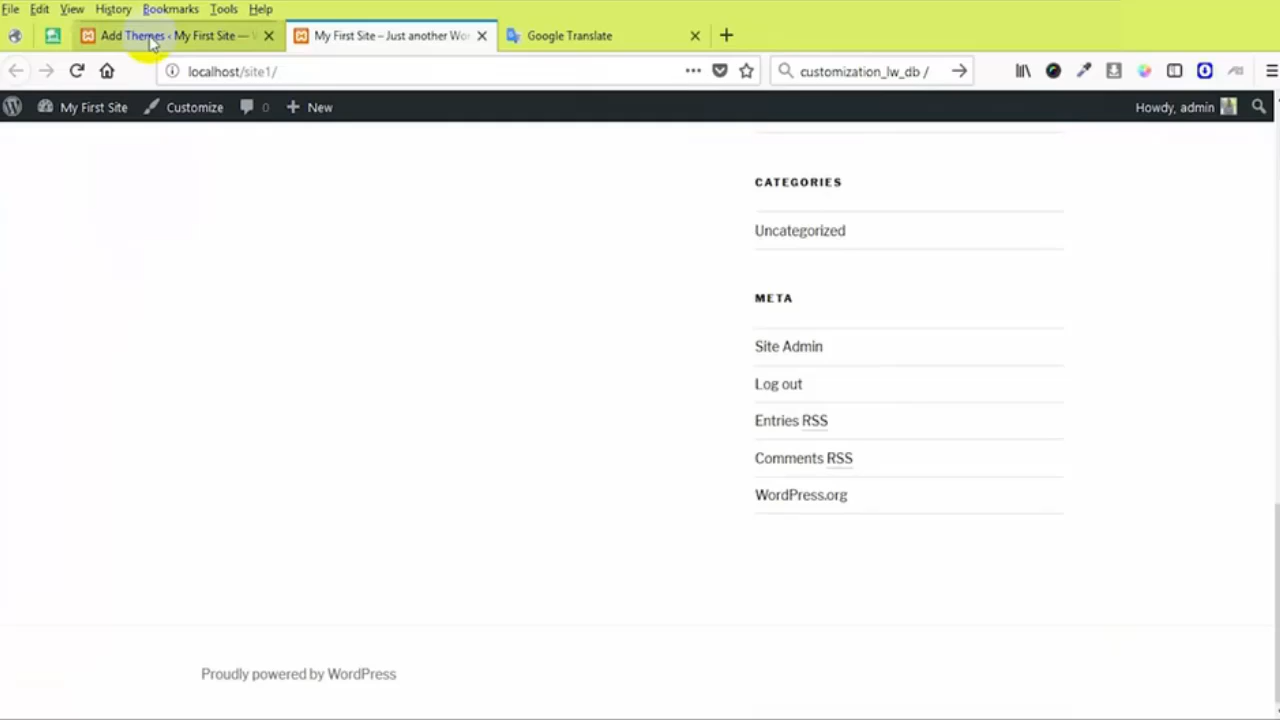 File Edit View History Bookmarks Tools Help
Add Themes ‹ My First Site —
My First Site – Just another Wor
Google Translate
localhost/site1/
customization_lw_db /
My First Site Customize 0 New
Howdy, admin
CATEGORIES
Uncategorized
META
Site Admin
Log out
Entries RSS
Comments RSS
WordPress.org
Proudly powered by WordPress